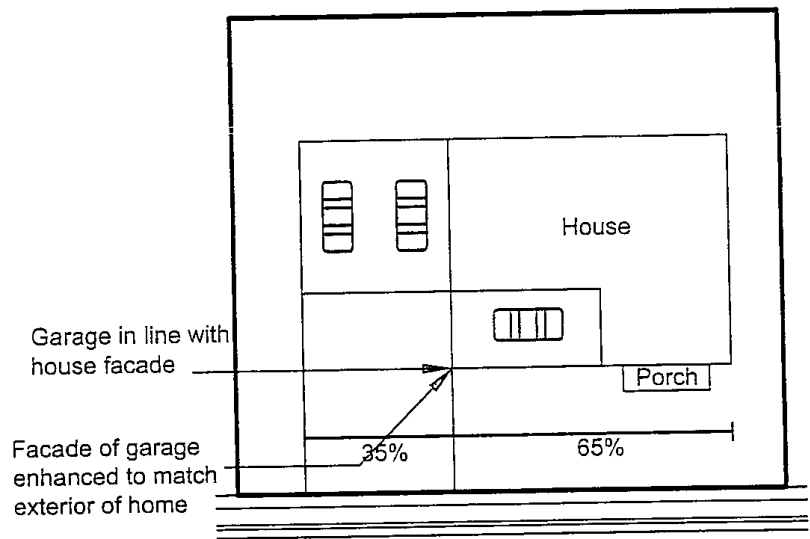 House
Garage in line with
house facade
Porch
Facade of garage
enhanced to match
exterior of home
35%
65%